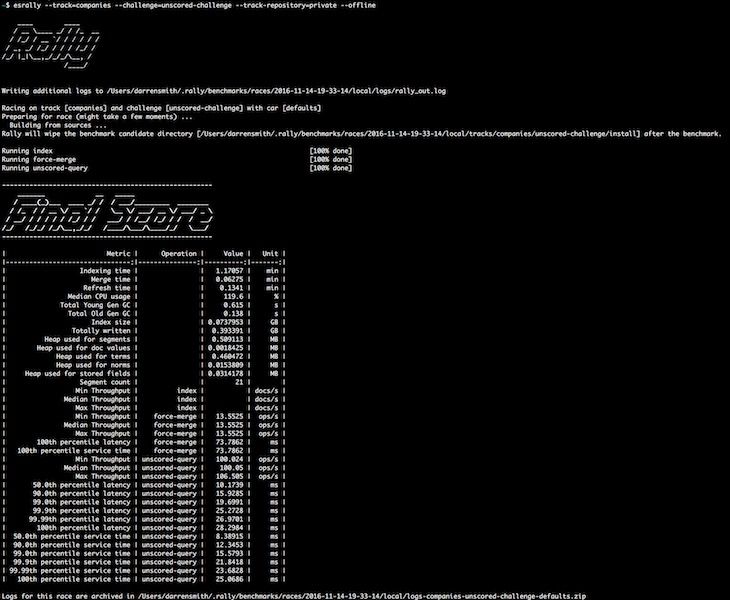 ~$ esrally --track=companies --challenge=unscored-challenge --track-repository=private --offline
Rally
Writing additional logs to /Users/darrensmith/.rally/benchmarks/races/2016-11-14-19-33-14/local/logs/rally_out.log
Racing on track [companies] and challenge [unscored-challenge] with car [defaults]
Preparing for race (might take a few moments) ...
Building from sources ...
Rally will wipe the benchmark candidate directory [/Users/darrensmith/.rally/benchmarks/races/2016-11-14-19-33-14/local/tracks/companies/unscored-challenge/install] after the benchmark.
Running index [100% done]
Running force-merge [100% done]
Running unscored-query [100% done]
------------------------------------------------------
Final Score
------------------------------------------------------
| Metric | Operation | Value | Unit |
|-------------------------------:|---------------:|----------:|-------:|
| Indexing time | | 1.17057 | min |
| Merge time | | 0.06275 | min |
| Refresh time | | 0.1341 | min |
| Median CPU usage | | 119.6 | % |
| Total Young Gen GC | | 0.615 | s |
| Total Old Gen GC | | 0.138 | s |
| Index size | | 0.0737953 | GB |
| Totally written | | 0.393391 | GB |
| Heap used for segments | | 0.509113 | MB |
| Heap used for doc values | | 0.0018425 | MB |
| Heap used for terms | | 0.460472 | MB |
| Heap used for norms | | 0.0153809 | MB |
| Heap used for stored fields | | 0.0314178 | MB |
| Segment count | | 21 | |
| Min Throughput | index | | docs/s |
| Median Throughput | index | | docs/s |
| Max Throughput | index | | docs/s |
| Min Throughput | force-merge | 13.5525 | ops/s |
| Median Throughput | force-merge | 13.5525 | ops/s |
| Max Throughput | force-merge | 13.5525 | ops/s |
| 100th percentile latency | force-merge | 73.7862 | ms |
| 100th percentile service time | force-merge | 73.7862 | ms |
| Min Throughput | unscored-query | 100.024 | ops/s |
| Median Throughput | unscored-query | 100.05 | ops/s |
| Max Throughput | unscored-query | 106.505 | ops/s |
| 50.0th percentile latency | unscored-query | 10.1739 | ms |
| 90.0th percentile latency | unscored-query | 15.9285 | ms |
| 99.0th percentile latency | unscored-query | 19.6991 | ms |
| 99.9th percentile latency | unscored-query | 25.2728 | ms |
| 99.99th percentile latency | unscored-query | 26.9701 | ms |
| 100th percentile latency | unscored-query | 28.2984 | ms |
| 50.0th percentile service time | unscored-query | 8.38915 | ms |
| 90.0th percentile service time | unscored-query | 12.3453 | ms |
| 99.0th percentile service time | unscored-query | 15.5793 | ms |
| 99.9th percentile service time | unscored-query | 21.8418 | ms |
| 99.99th percentile service time | unscored-query | 23.6828 | ms |
| 100th percentile service time | unscored-query | 25.0686 | ms |
Logs for this race are archived in /Users/darrensmith/.rally/benchmarks/races/2016-11-14-19-33-14/local/logs-companies-unscored-challenge-defaults.zip